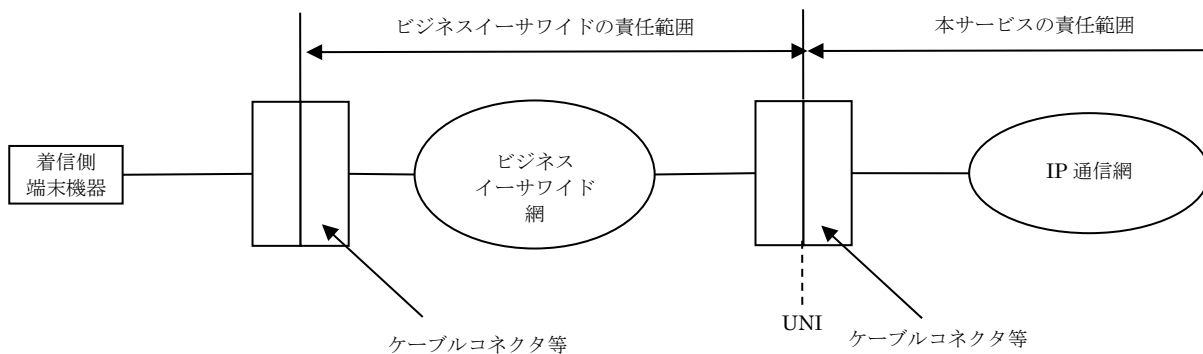 ビジネスイーサワイドの責任範囲
本サービスの責任範囲
着信側
端末機器
ビジネス
イーサワイド
網
IP 通信網
UNI
ケーブルコネクタ等
ケーブルコネクタ等